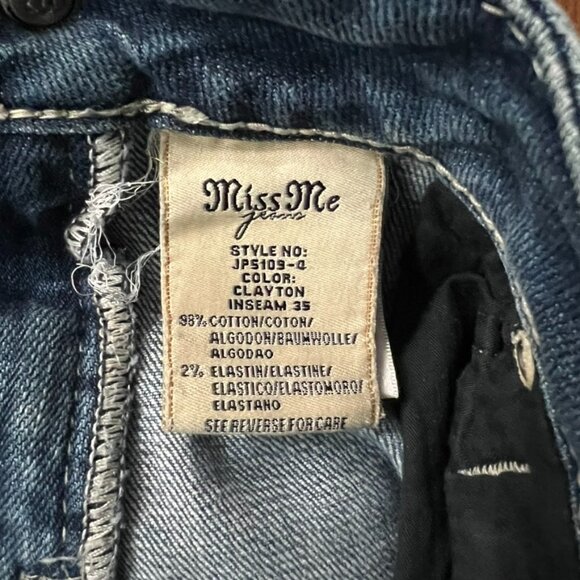 Miss Me
jeans
STYLE NO:
JP5109-4
COLOR:
CLAYTON
INSEAM 35
98% COTTON/COTON/
ALGODON/BAUMWOLLE/
ALGODAO
2% ELASTIN/ELASTINE/
ELASTICO/ELASTOMORO/
ELASTANO
SEE REVERSE FOR CARE